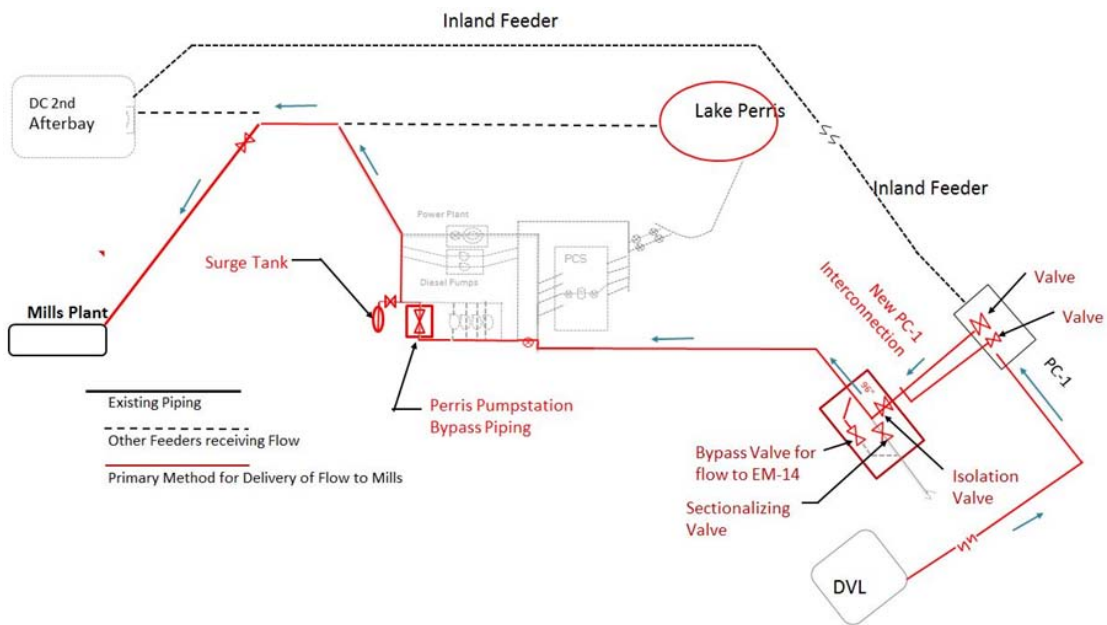 Inland Feeder
DC 2nd
Afterbay
Lake Perris
Inland Feeder
Power Plant
Surge Tank
Diesel Pumps
PCS
New PC-1
Interconnection
Valve
Valve
PC-1
Mills Plant
96"
Existing Piping
Other Feeders receiving Flow
Primary Method for Delivery of Flow to Mills
Perris Pumpstation
Bypass Piping
Bypass Valve for
flow to EM-14
Sectionalizing
Valve
Isolation
Valve
DVL